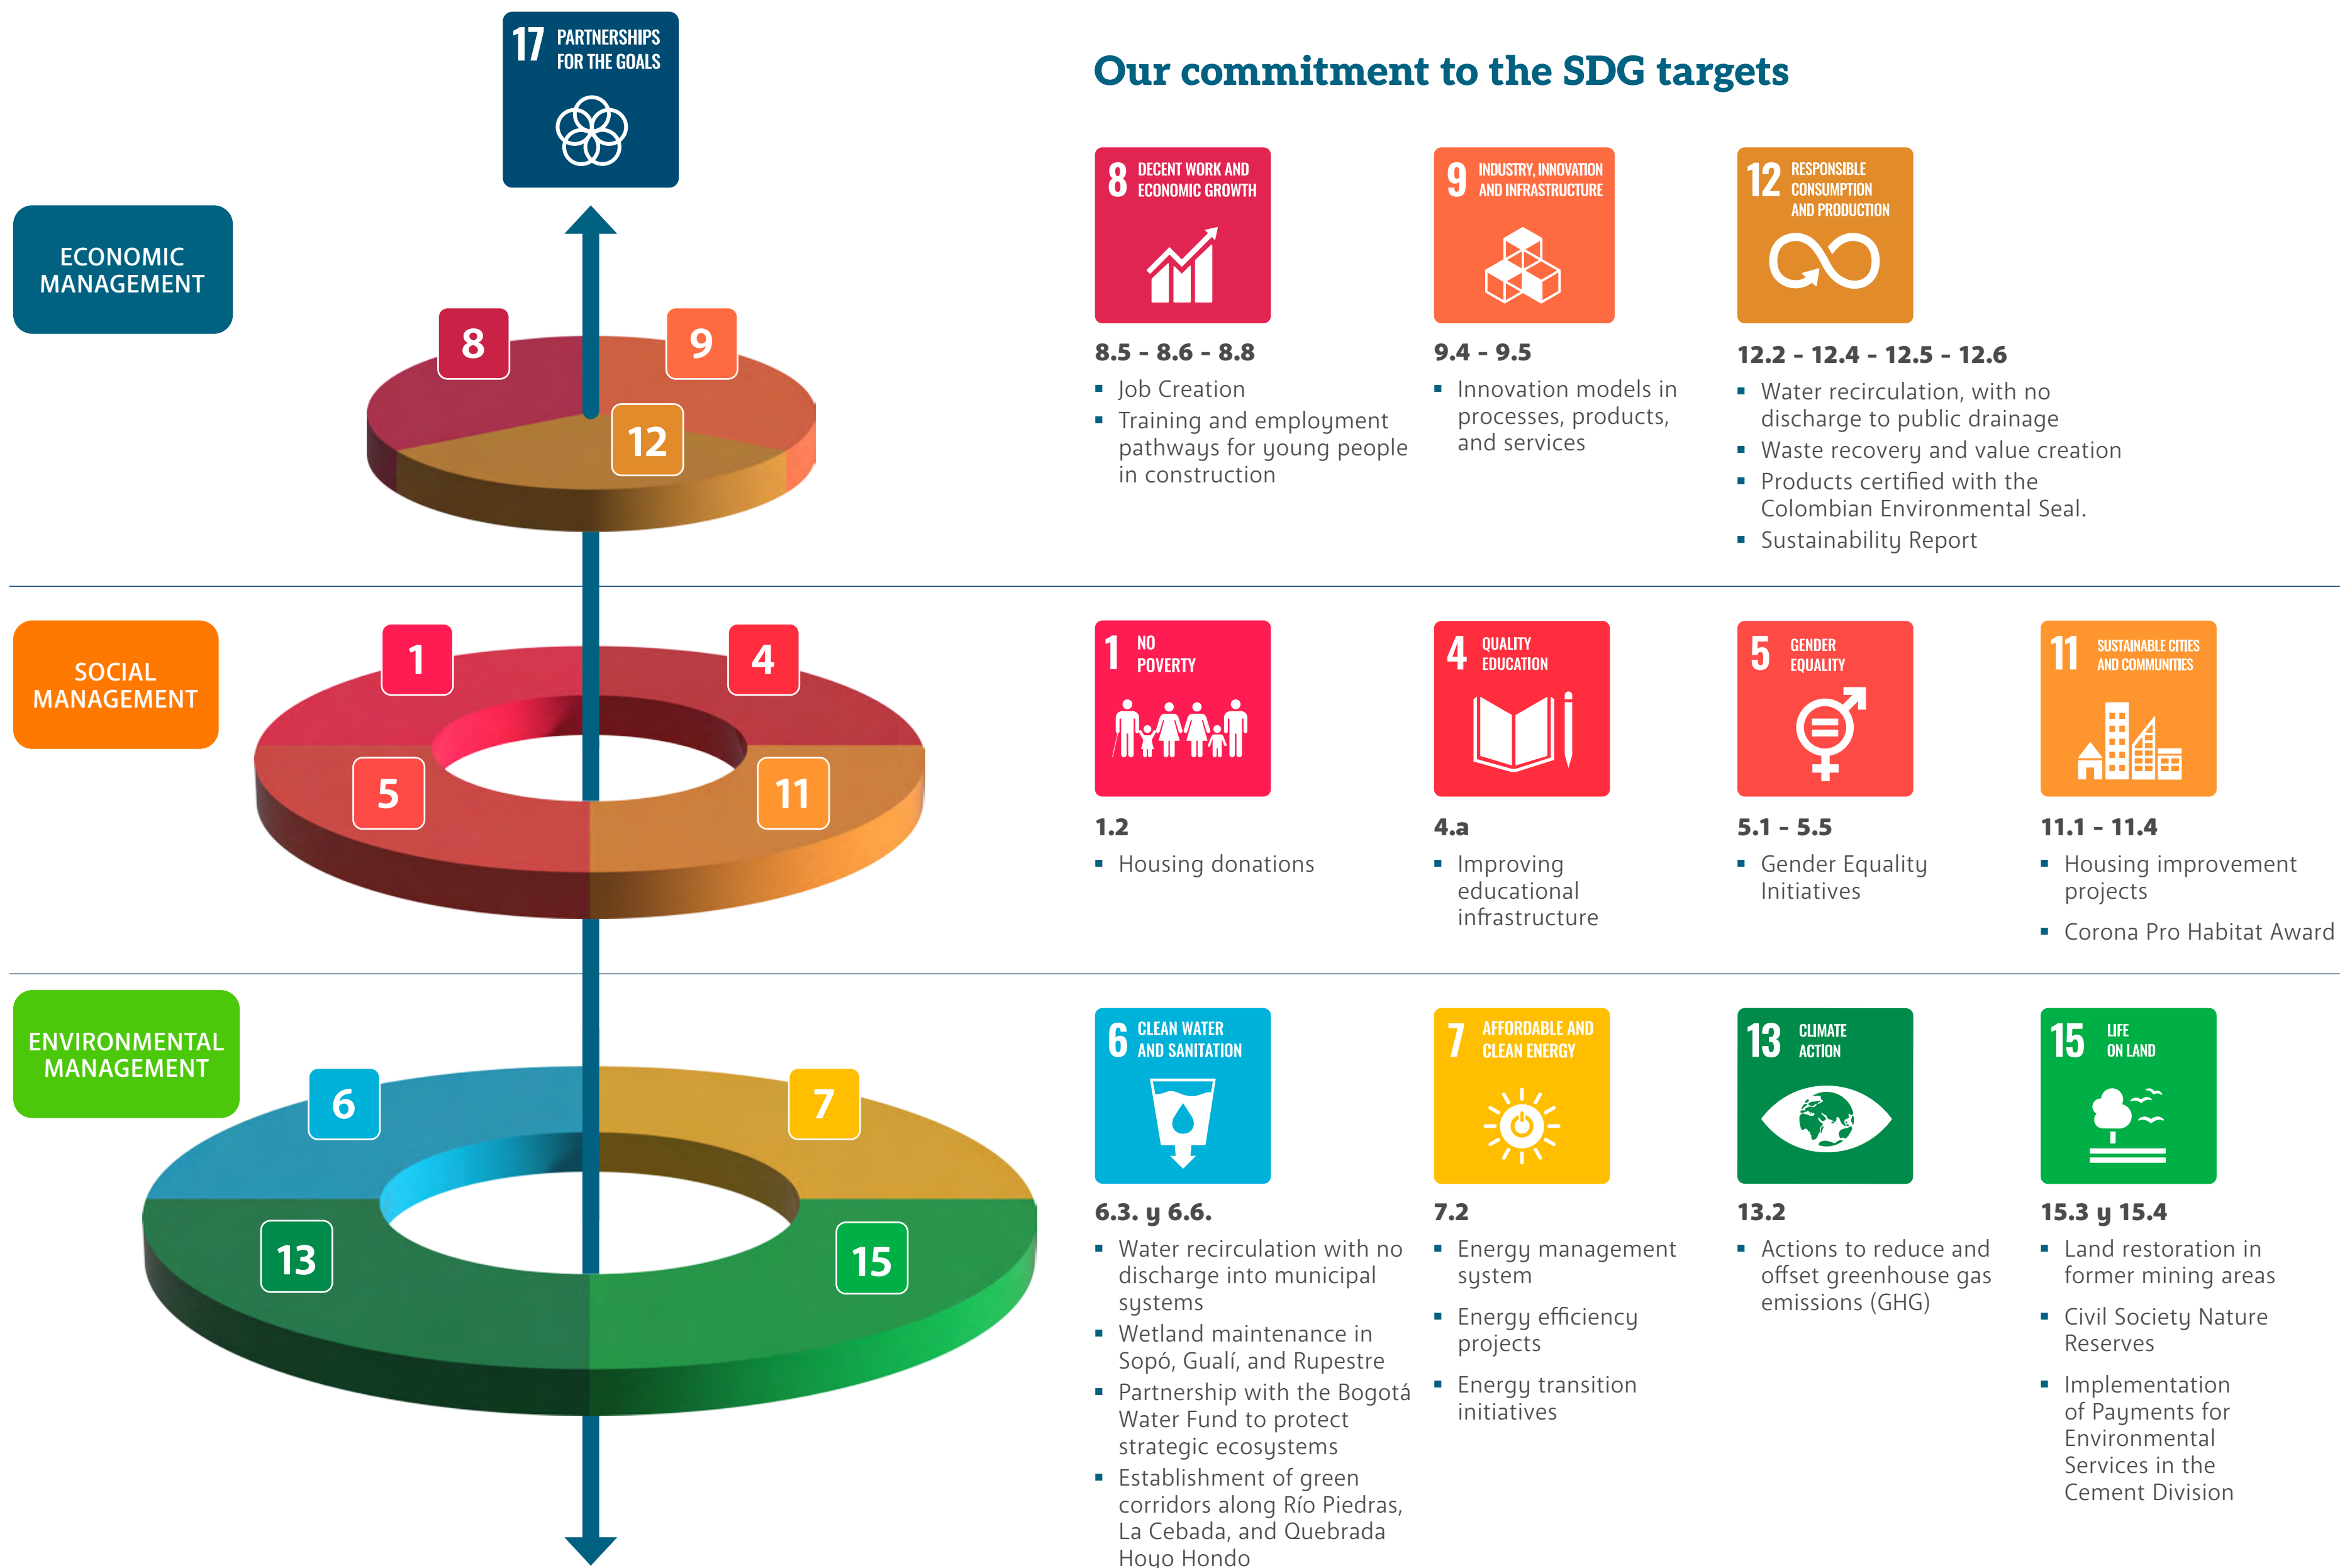 17 PARTNERSHIPS
FOR THE GOALS
Our commitment to the SDG targets
ECONOMIC
MANAGEMENT
8
9
12
8 DECENT WORK AND
ECONOMIC GROWTH
8.5 - 8.6 - 8.8
▪ Job Creation
▪ Training and employment
pathways for young people
in construction
9 INDUSTRY, INNOVATION
AND INFRASTRUCTURE
9.4 - 9.5
▪ Innovation models in
processes, products,
and services
12 RESPONSIBLE
CONSUMPTION
AND PRODUCTION
12.2 - 12.4 - 12.5 - 12.6
▪ Water recirculation, with no
discharge to public drainage
▪ Waste recovery and value creation
▪ Products certified with the
Colombian Environmental Seal.
▪ Sustainability Report
SOCIAL
MANAGEMENT
1
4
5
11
1 NO
POVERTY
1.2
▪ Housing donations
4 QUALITY
EDUCATION
4.a
▪ Improving
educational
infrastructure
5 GENDER
EQUALITY
5.1 - 5.5
▪ Gender Equality
Initiatives
11 SUSTAINABLE CITIES
AND COMMUNITIES
11.1 - 11.4
▪ Housing improvement
projects
▪ Corona Pro Habitat Award
ENVIRONMENTAL
MANAGEMENT
6
7
13
15
6 CLEAN WATER
AND SANITATION
6.3. y 6.6.
▪ Water recirculation with no
discharge into municipal
systems
▪ Wetland maintenance in
Sopó, Gualí, and Rupestre
▪ Partnership with the Bogotá
Water Fund to protect
strategic ecosystems
▪ Establishment of green
corridors along Río Piedras,
La Cebada, and Quebrada
Hoyo Hondo
7 AFFORDABLE AND
CLEAN ENERGY
7.2
▪ Energy management
system
▪ Energy efficiency
projects
▪ Energy transition
initiatives
13 CLIMATE
ACTION
13.2
▪ Actions to reduce and
offset greenhouse gas
emissions (GHG)
15 LIFE
ON LAND
15.3 y 15.4
▪ Land restoration in
former mining areas
▪ Civil Society Nature
Reserves
▪ Implementation
of Payments for
Environmental
Services in the
Cement Division